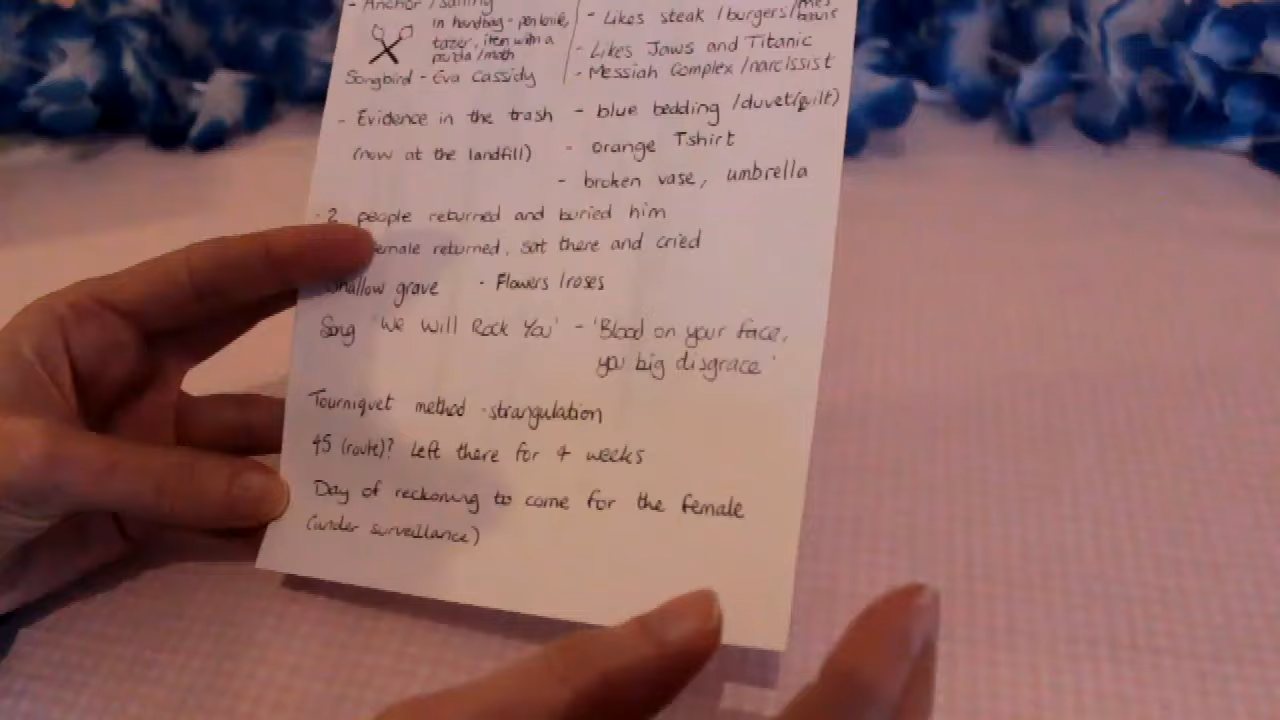 - Anchor / sailing
in handbag - penknife,
tazer, item with a
panda/moth
Songbird - Eva Cassidy
- Likes steak /burgers/
- Likes Jaws and Titanic
- Messiah Complex /narcissist
- Evidence in the trash - blue bedding /duvet(quilt)
(now at the landfill) - orange Tshirt
- broken vase, umbrella
- 2 people returned and buried him
female returned, sat there and cried
shallow grave - Flowers /roses
Song 'We Will Rock You' - 'Blood on your face,
you big disgrace'
Tourniquet method - strangulation
45 (route)? Left there for 4 weeks
Day of reckoning to come for the female
(under surveillance)